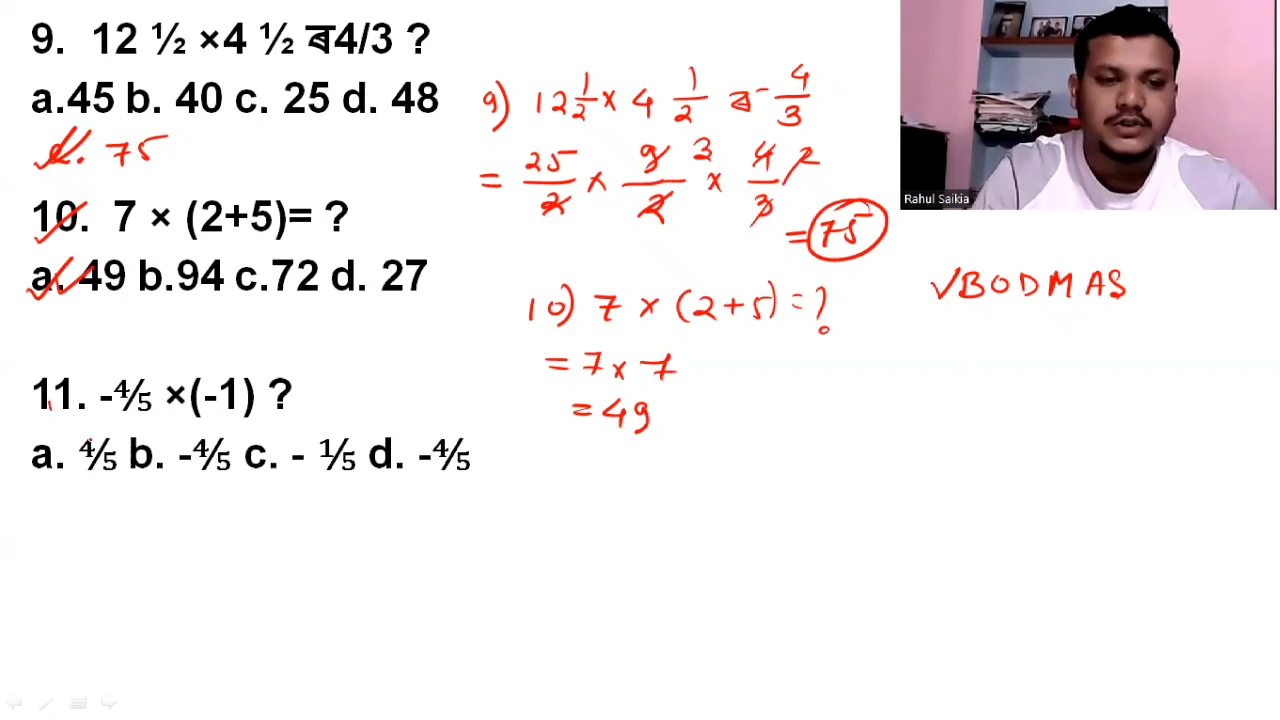 9. 12 ½ ×4 ½ ৰ4/3 ?
a.45 b. 40 c. 25 d. 48
d. 75
10. 7 × (2+5)= ?
a. 49 b.94 c.72 d. 27
11. -⅘ ×(-1) ?
a. ⅘ b. -⅘ c. - ⅕ d. -⅘
9) 12 1/2 × 4 1/2 ৰ 4/3
= 25/2 × 9/2 3 × 4/3
= 75
10) 7 × (2+5) = ?
= 7 × 7
= 49
✓BODMAS
Rahul Saikia